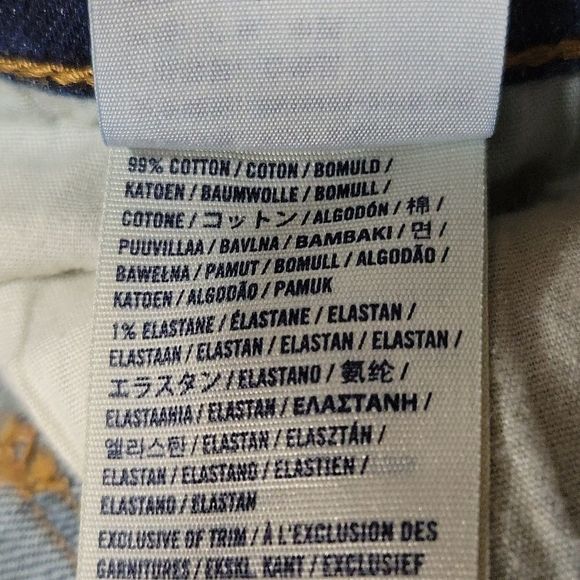 99% COTTON / COTON / BOMULD /
KATOEN / BAUMWOLLE / BOMULL /
COTONE / コットン / ALGODÓN / 棉 /
PUUVILLAA / BAVLNA / BAMBAKI / 면 /
BAWEŁNA / PAMUT / BOMULL / ALGODÃO /
KATOEN / ALGODÃO / PAMUK
1% ELASTANE / ÉLASTANE / ELASTAN /
ELASTAAN / ELASTAN / ELASTAN / ELASTAN /
エラスタン / ELASTANO / 氨纶 /
ELASTAANIA / ELASTAN / ΕΛΑΣΤΑΝΗ /
엘라스탄 / ELASTAN / ELASZTÁN /
ELASTAN / ELASTANO / ELASTIEN /
ELASTANO / ELASTAN
EXCLUSIVE OF TRIM / À L'EXCLUSION DES
GARNITURES / EKSKL. KANT / EXCLUSIEF